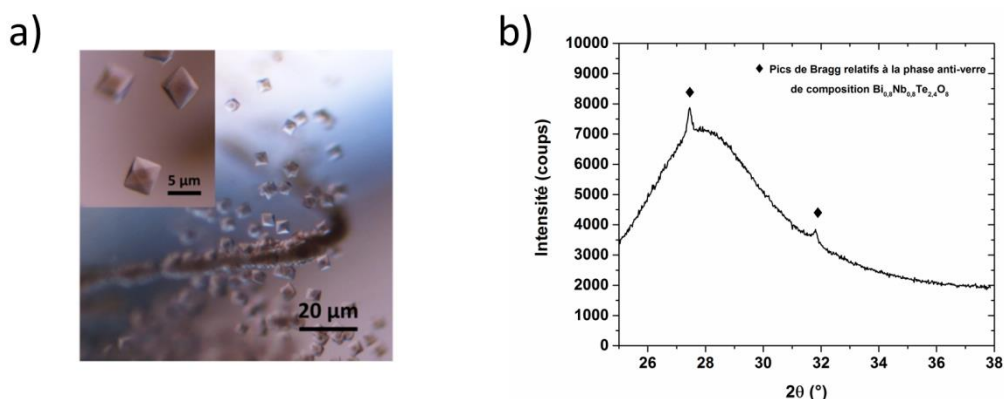 a)
5 µm
20 µm
b)
10000
9000
8000
7000
6000
5000
4000
3000
2000
1000
0
Intensité (coups)
◆ Pics de Bragg relatifs à la phase anti-verre
de composition Bi₀,₈Nb₀,₈Te₂,₄O₈
26
28
30
32
34
36
38
2θ (°)